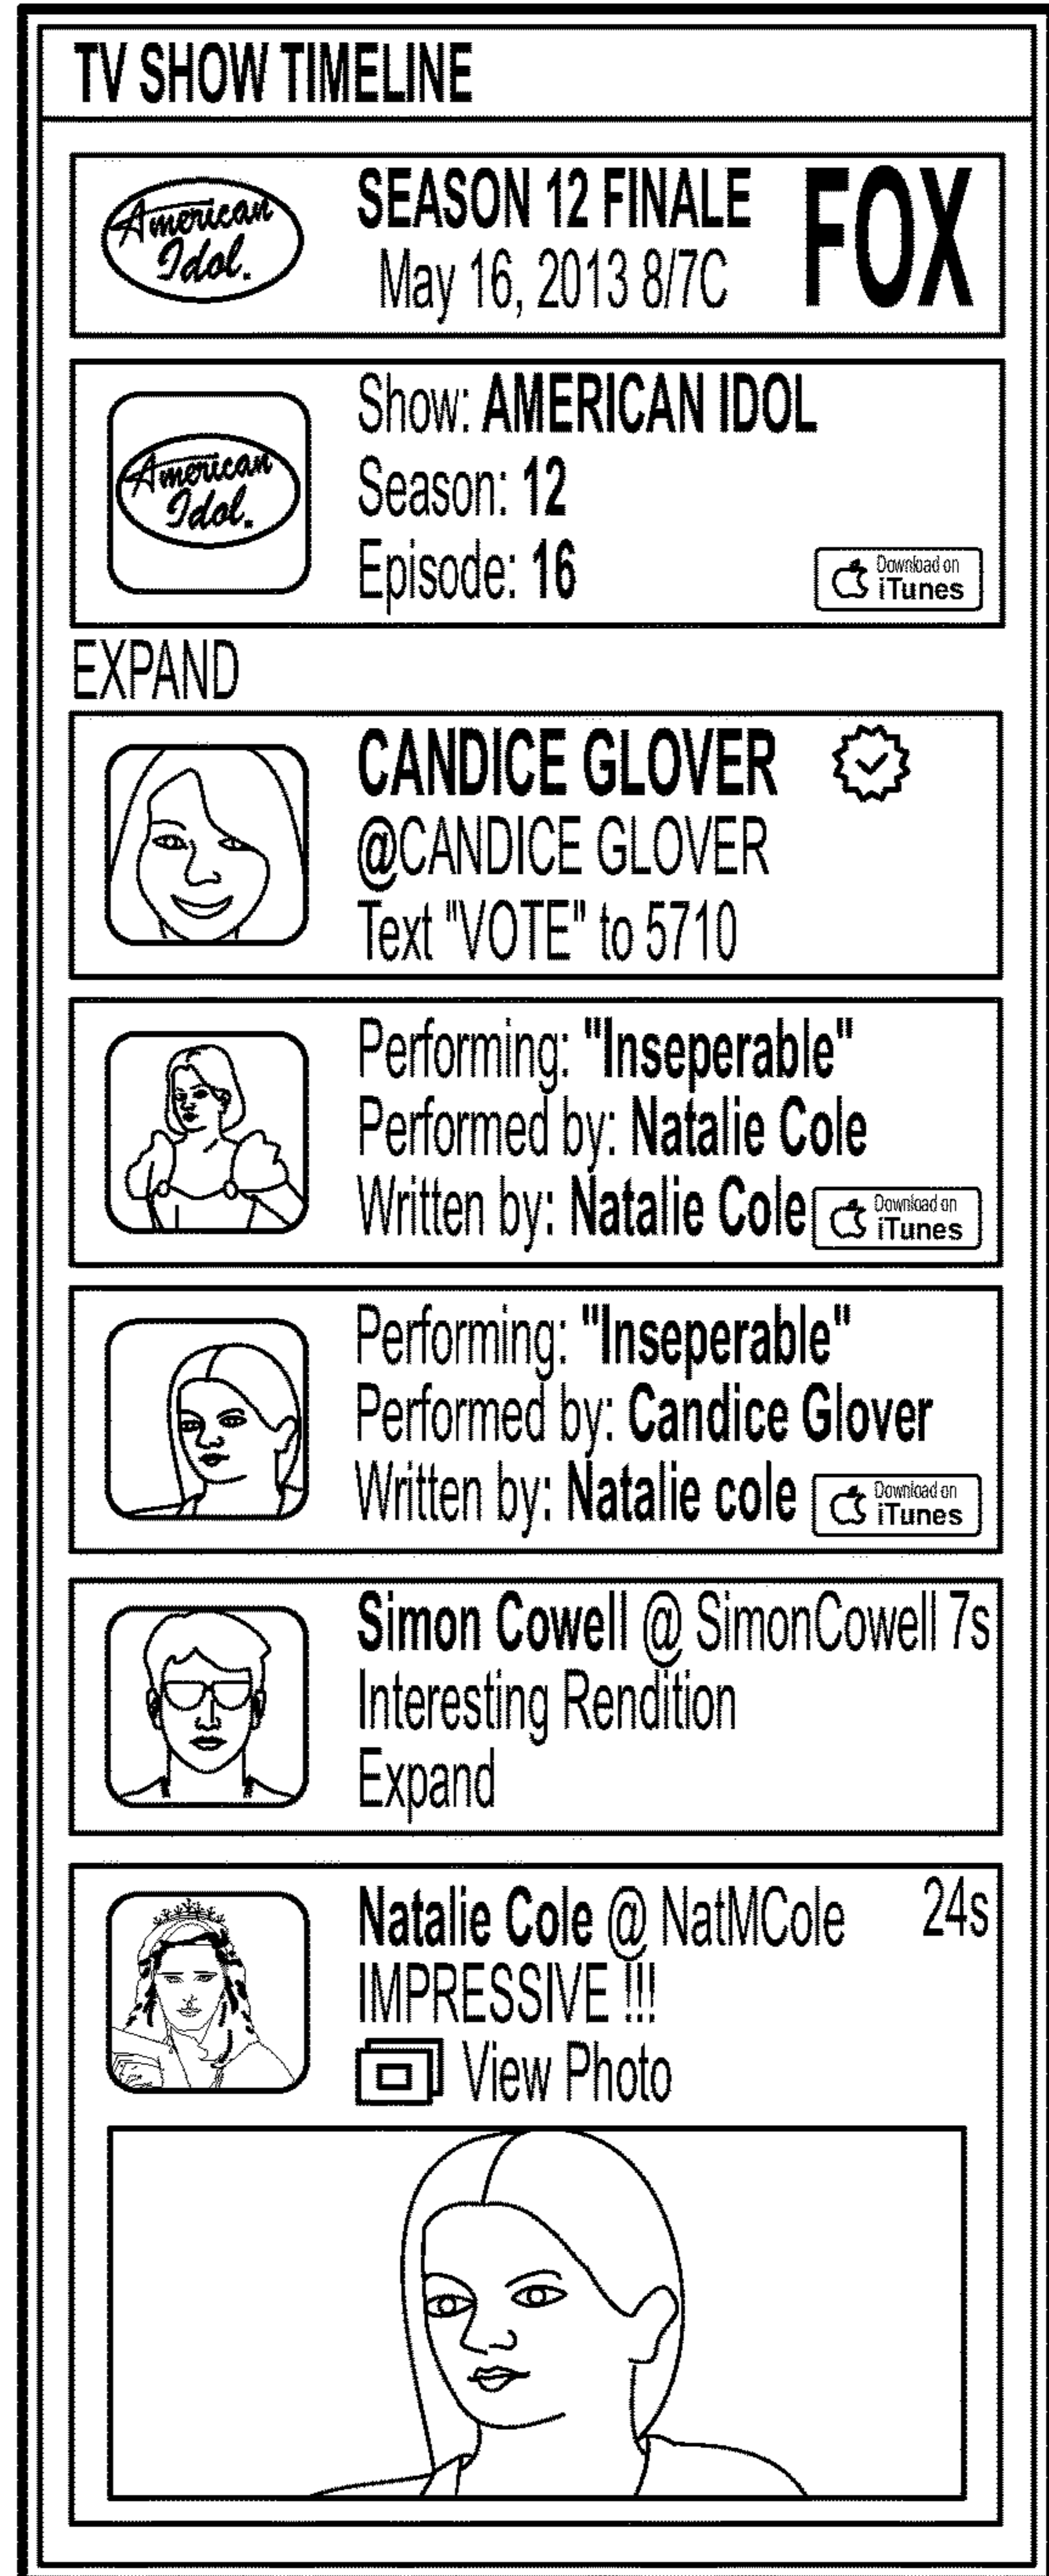 TV SHOW TIMELINE
American
Idol.
SEASON 12 FINALE
May 16, 2013 8/7C
FOX
American
Idol.
Show: AMERICAN IDOL
Season: 12
Episode: 16
Download on
iTunes
EXPAND
CANDICE GLOVER
@CANDICE GLOVER
Text "VOTE" to 5710
Performing: "Inseperable"
Performed by: Natalie Cole
Written by: Natalie Cole
Download on
iTunes
Performing: "Inseperable"
Performed by: Candice Glover
Written by: Natalie cole
Download on
iTunes
Simon Cowell @ SimonCowell 7s
Interesting Rendition
Expand
Natalie Cole @ NatMCole 24s
IMPRESSIVE !!!
View Photo